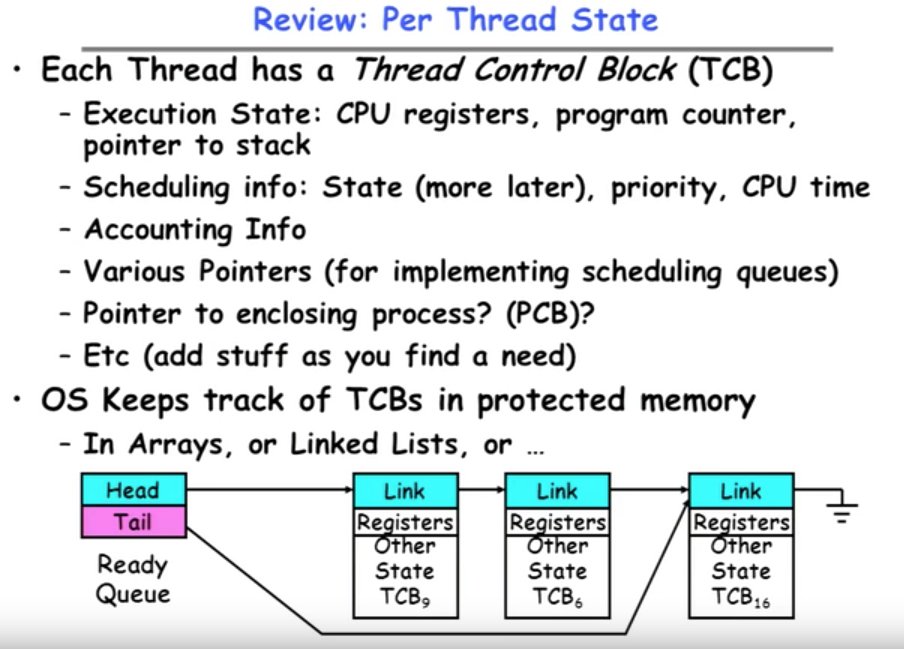 Review: Per Thread State
• Each Thread has a Thread Control Block (TCB)
– Execution State: CPU registers, program counter,
pointer to stack
– Scheduling info: State (more later), priority, CPU time
– Accounting Info
– Various Pointers (for implementing scheduling queues)
– Pointer to enclosing process? (PCB)?
– Etc (add stuff as you find a need)
• OS Keeps track of TCBs in protected memory
– In Arrays, or Linked Lists, or …
Head
Tail
Ready
Queue
Link
Registers
Other
State
TCB₉
Link
Registers
Other
State
TCB₆
Link
Registers
Other
State
TCB₁₆